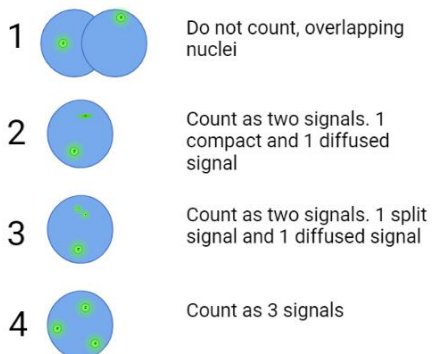 1
Do not count, overlapping
nuclei
2
Count as two signals. 1
compact and 1 diffused
signal
3
Count as two signals. 1 split
signal and 1 diffused signal
4
Count as 3 signals